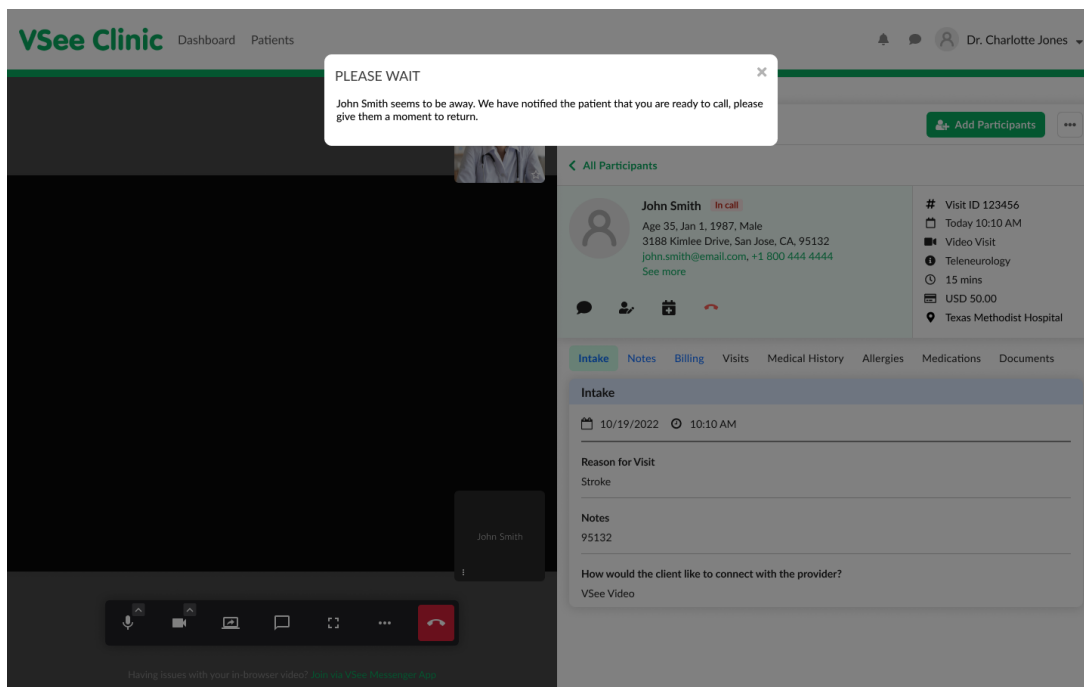 VSee Clinic Dashboard Patients Dr. Charlotte Jones
PLEASE WAIT
John Smith seems to be away. We have notified the patient that you are ready to call, please
give them a moment to return.
Add Participants
All Participants
John Smith In call
Age 35, Jan 1, 1987, Male
3188 Kimlee Drive, San Jose, CA, 95132
john.smith@email.com, +1 800 444 4444
See more
# Visit ID 123456
Today 10:10 AM
Video Visit
Teleneurology
15 mins
USD 50.00
Texas Methodist Hospital
Intake Notes Billing Visits Medical History Allergies Medications Documents
Intake
10/19/2022 10:10 AM
Reason for Visit
Stroke
Notes
95132
How would the client like to connect with the provider?
VSee Video
John Smith
Having issues with your in-browser video? Join via VSee Messenger App.